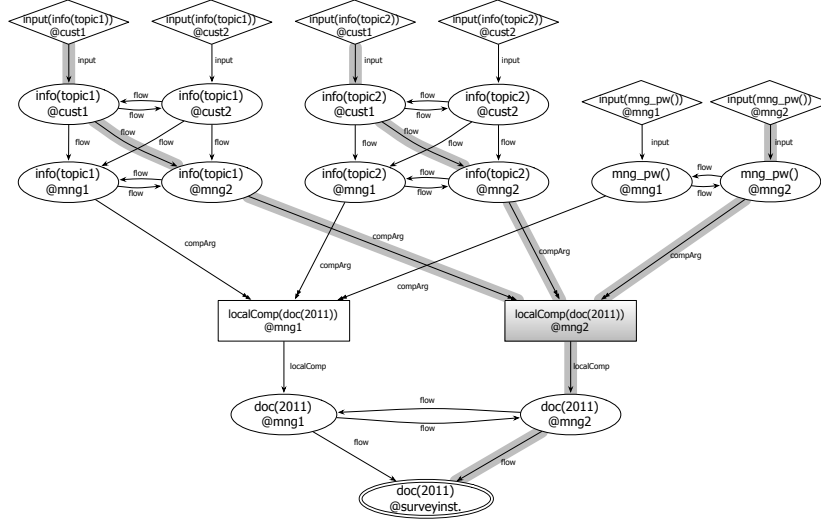 input(info(topic1))
@cust1
input(info(topic1))
@cust2
input(info(topic2))
@cust1
input(info(topic2))
@cust2
input
input
input
input
info(topic1)
@cust1
flow
flow
info(topic1)
@cust2
info(topic2)
@cust1
flow
flow
info(topic2)
@cust2
input(mng_pw())
@mng1
input(mng_pw())
@mng2
flow
flow
flow
flow
flow
flow
flow
flow
input
input
info(topic1)
@mng1
flow
flow
info(topic1)
@mng2
info(topic2)
@mng1
flow
flow
info(topic2)
@mng2
mng_pw()
@mng1
flow
flow
mng_pw()
@mng2
compArg
compArg
compArg
compArg
compArg
compArg
localComp(doc(2011))
@mng1
localComp(doc(2011))
@mng2
localComp
localComp
doc(2011)
@mng1
flow
flow
doc(2011)
@mng2
flow
flow
doc(2011)
@surveyinst.